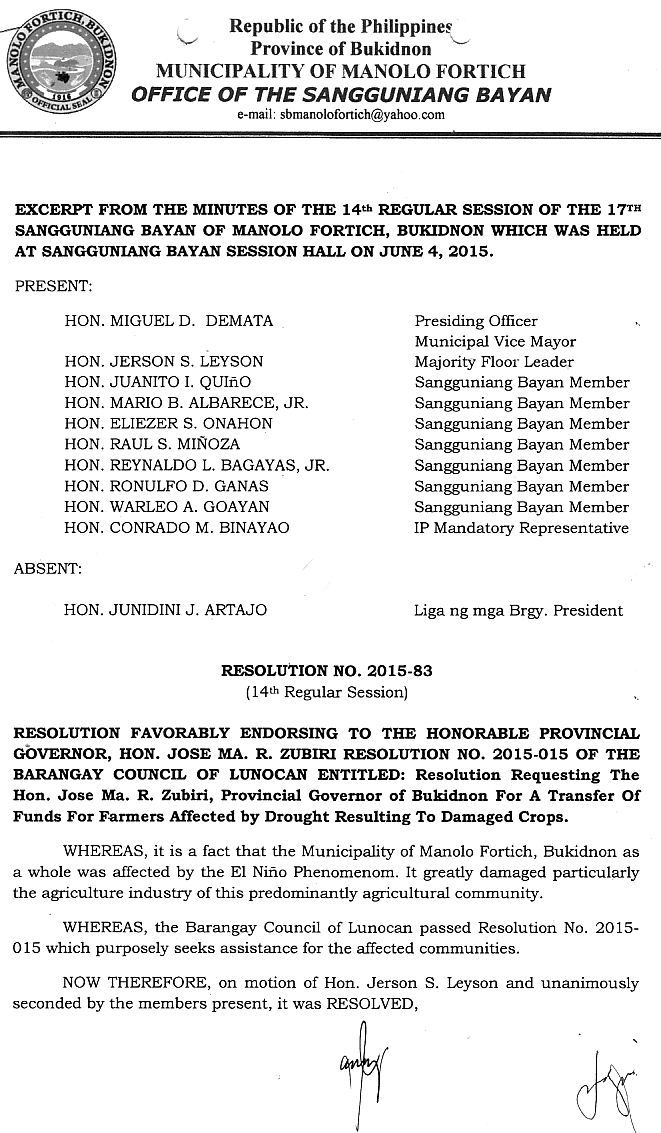 MANOLO FORTICH, BUKIDNON
1916
OFFICIAL SEAL
Republic of the Philippines
Province of Bukidnon
MUNICIPALITY OF MANOLO FORTICH
OFFICE OF THE SANGGUNIANG BAYAN
e-mail: sbmanolofortich@yahoo.com
EXCERPT FROM THE MINUTES OF THE 14th REGULAR SESSION OF THE 17TH
SANGGUNIANG BAYAN OF MANOLO FORTICH, BUKIDNON WHICH WAS HELD
AT SANGGUNIANG BAYAN SESSION HALL ON JUNE 4, 2015.
PRESENT:
HON. MIGUEL D. DEMATA Presiding Officer
Municipal Vice Mayor
HON. JERSON S. LEYSON Majority Floor Leader
HON. JUANITO I. QUIñO Sangguniang Bayan Member
HON. MARIO B. ALBARECE, JR. Sangguniang Bayan Member
HON. ELIEZER S. ONAHON Sangguniang Bayan Member
HON. RAUL S. MIÑOZA Sangguniang Bayan Member
HON. REYNALDO L. BAGAYAS, JR. Sangguniang Bayan Member
HON. RONULFO D. GANAS Sangguniang Bayan Member
HON. WARLEO A. GOAYAN Sangguniang Bayan Member
HON. CONRADO M. BINAYAO IP Mandatory Representative
ABSENT:
HON. JUNIDINI J. ARTAJO Liga ng mga Brgy. President
RESOLUTION NO. 2015-83
(14th Regular Session)
RESOLUTION FAVORABLY ENDORSING TO THE HONORABLE PROVINCIAL
GOVERNOR, HON. JOSE MA. R. ZUBIRI RESOLUTION NO. 2015-015 OF THE
BARANGAY COUNCIL OF LUNOCAN ENTITLED: Resolution Requesting The
Hon. Jose Ma. R. Zubiri, Provincial Governor of Bukidnon For A Transfer Of
Funds For Farmers Affected by Drought Resulting To Damaged Crops.
WHEREAS, it is a fact that the Municipality of Manolo Fortich, Bukidnon as
a whole was affected by the El Niño Phenomenom. It greatly damaged particularly
the agriculture industry of this predominantly agricultural community.
WHEREAS, the Barangay Council of Lunocan passed Resolution No. 2015-
015 which purposely seeks assistance for the affected communities.
NOW THEREFORE, on motion of Hon. Jerson S. Leyson and unanimously
seconded by the members present, it was RESOLVED,